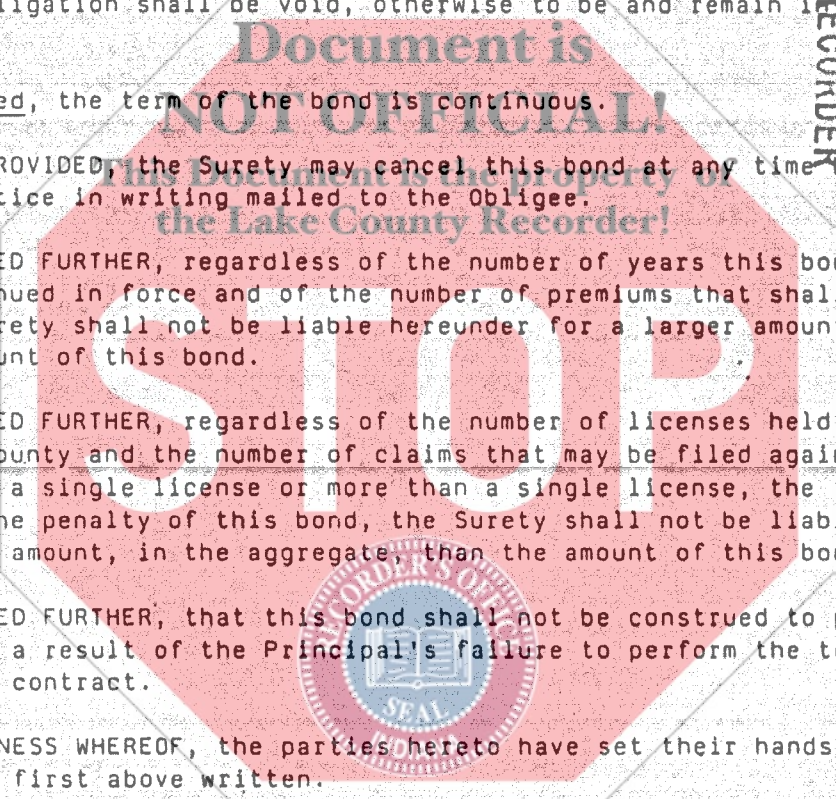 ligation shall be void, otherwise to be and remain i
Document is
ed, the term of the bond is continuous.
NOT OFFICIAL!
ROVIDED, the Surety may cancel this bond at any time
This Document is the property of
tice in writing mailed to the Obligee.
the Lake County Recorder!
ED FURTHER, regardless of the number of years this bo
nued in force and of the number of premiums that shal
rety shall not be liable hereunder for a larger amoun
unt of this bond.
STOP
ED FURTHER, regardless of the number of licenses held
ounty and the number of claims that may be filed agai
a single license or more than a single license, the
he penalty of this bond, the Surety shall not be liab
amount, in the aggregate, than the amount of this bo
ED FURTHER, that this bond shall not be construed to
a result of the Principal's failure to perform the t
contract.
NESS WHEREOF, the parties hereto have set their hands
first above written.
RECORDER'S OFFICE
SEAL
INDIANA
RECORDER